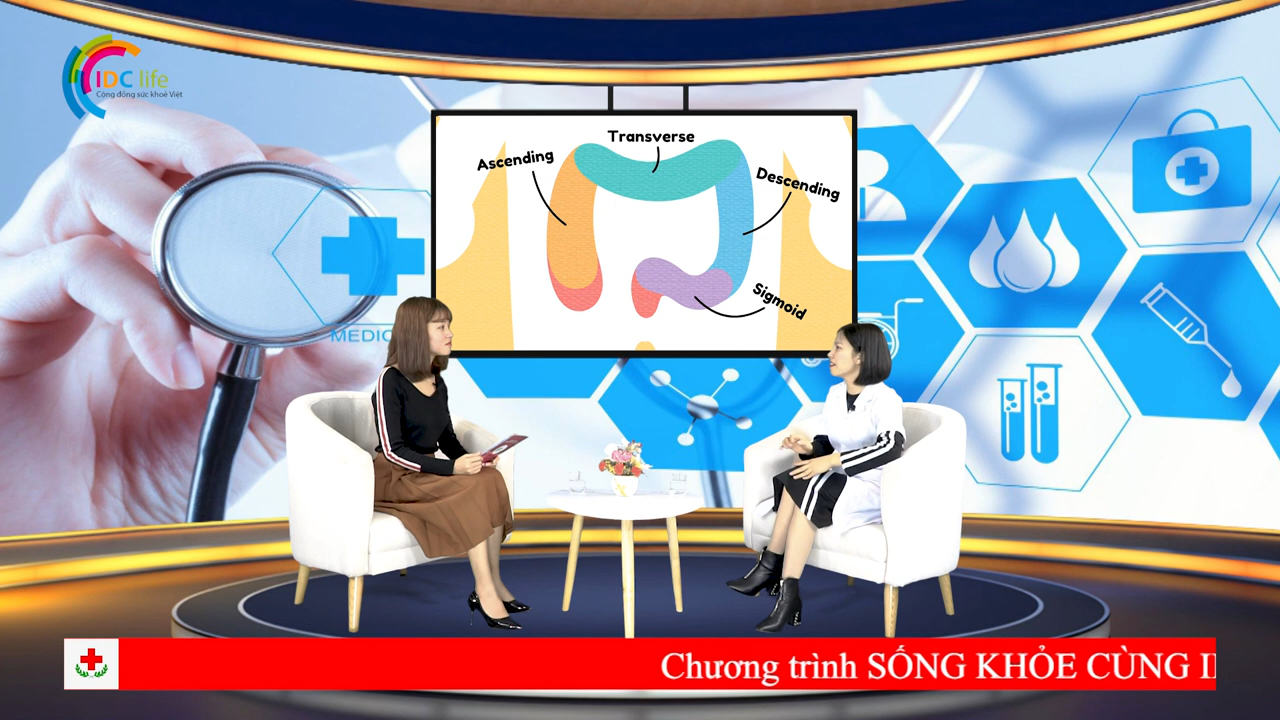 IDC life
Cộng đồng sức khoẻ Việt
Transverse
Ascending
Descending
Sigmoid
Chương trình SỐNG KHỎE CÙNG